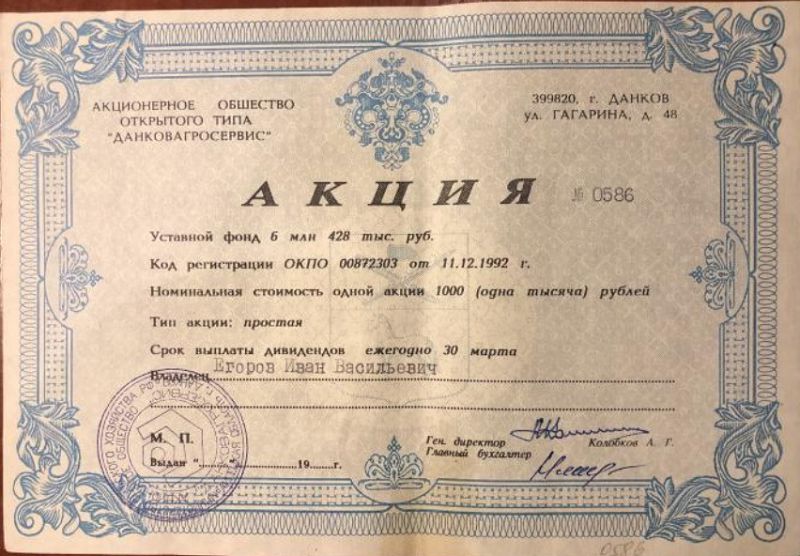 АКЦИОНЕРНОЕ ОБЩЕСТВО
ОТКРЫТОГО ТИПА
"ДАНКОВАГРОСЕРВИС"
399820, г. ДАНКОВ
ул. ГАГАРИНА, д. 48
АКЦИЯ № 0586
Уставной фонд 6 млн 428 тыс. руб.
Код регистрации ОКПО 00872303 от 11.12.1992 г.
Номинальная стоимость одной акции 1000 (одна тысяча) рублей
Тип акции: простая
Срок выплаты дивидендов ежегодно 30 марта
Владелец Егоров Иван Васильевич
М. П.
Выдан "........"....................19........г.
Ген. директор Колобков А. Г.
Главный бухгалтер
0586